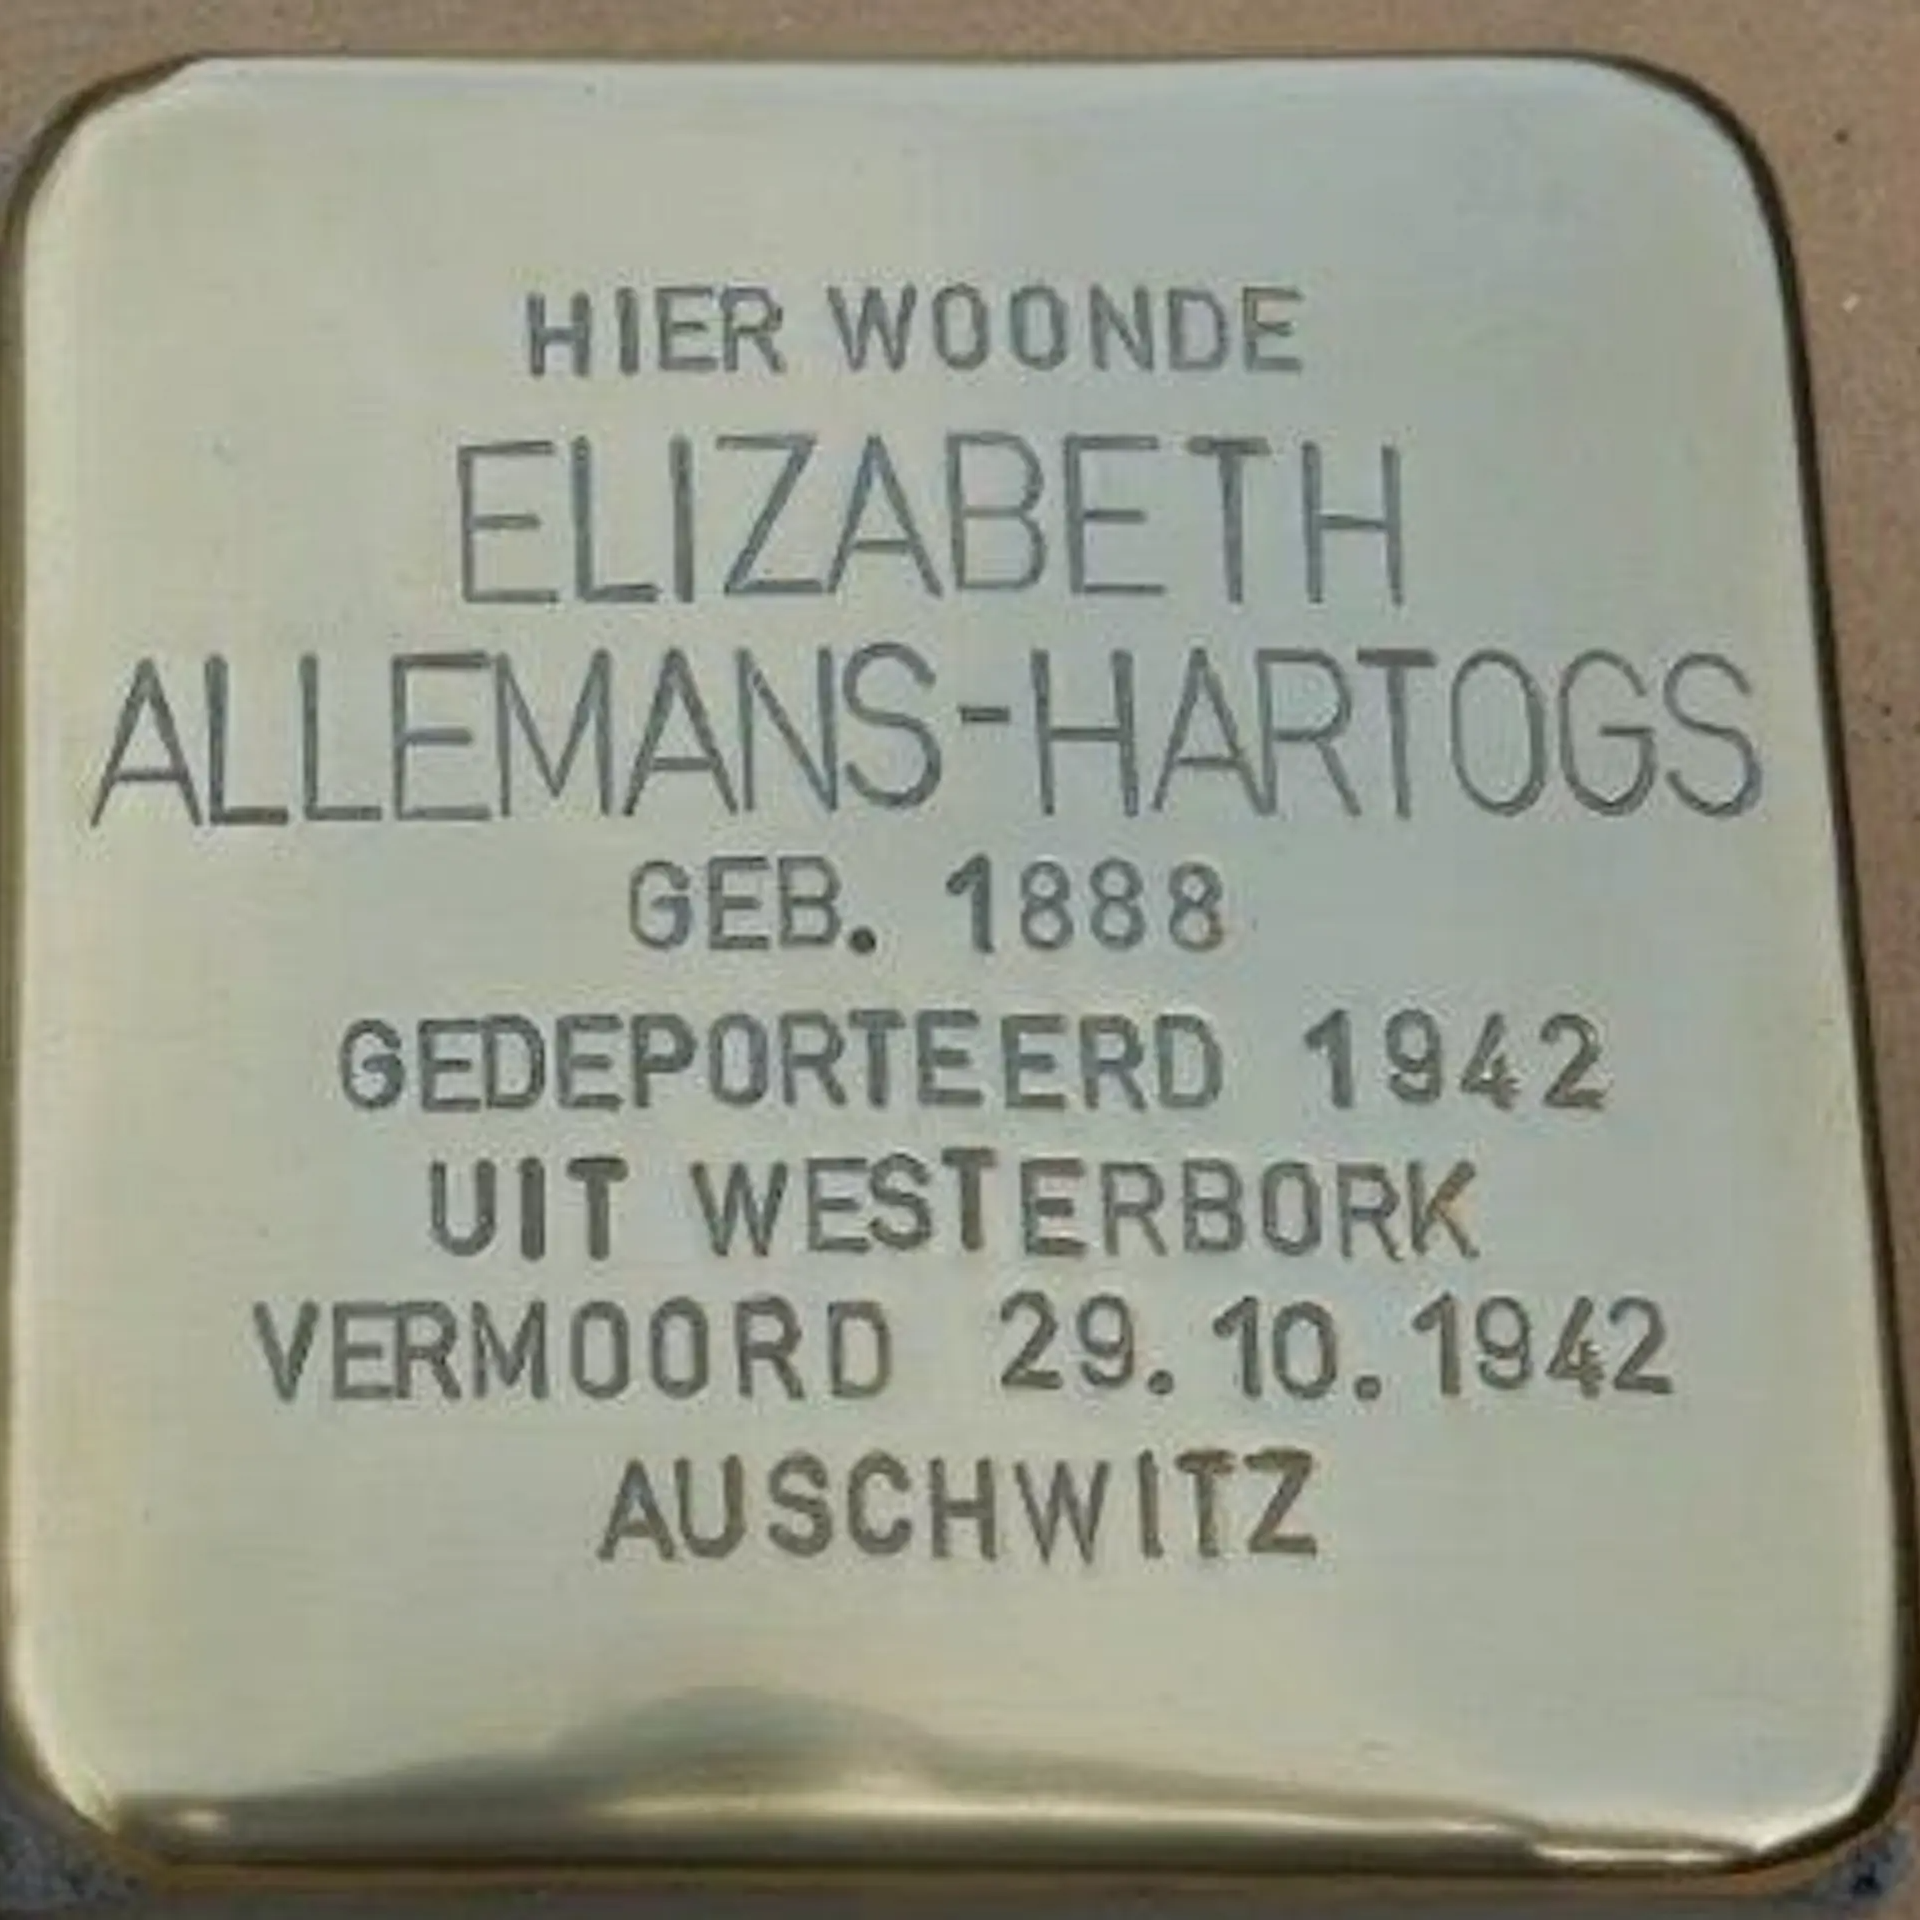 HIER WOONDE
ELIZABETH
ALLEMANS-HARTOGS
GEB. 1888
GEDEPORTEERD 1942
UIT WESTERBORK
VERMOORD 29.10.1942
AUSCHWITZ